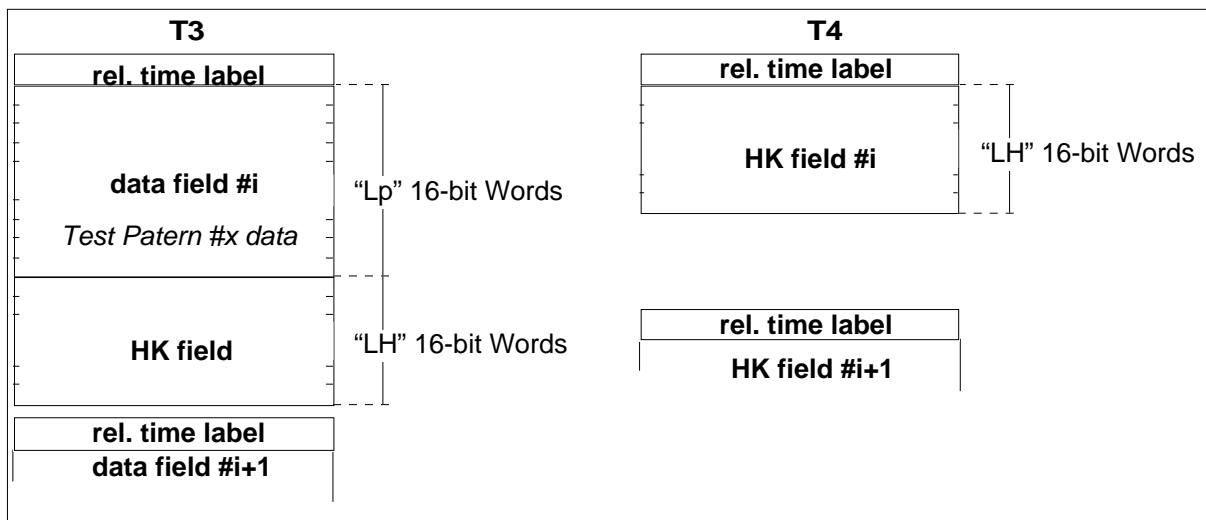 T3
rel. time label
data field #i
Test Patern #x data
“Lp” 16-bit Words
HK field
“LH” 16-bit Words
rel. time label
data field #i+1
T4
rel. time label
HK field #i
“LH” 16-bit Words
rel. time label
HK field #i+1